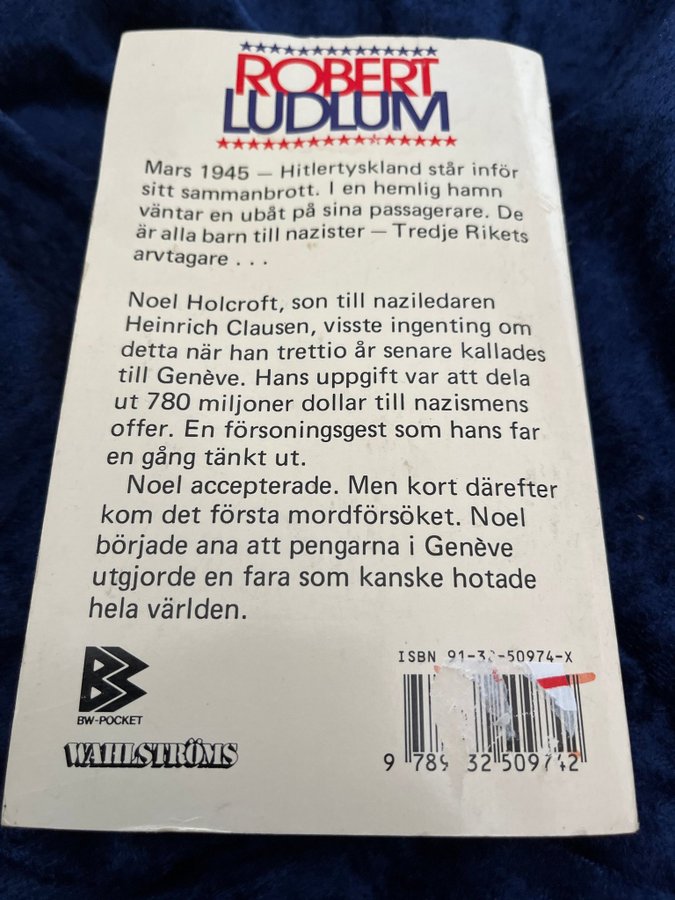 ROBERT
LUDLUM
Mars 1945 — Hitlertyskland står inför
sitt sammanbrott. I en hemlig hamn
väntar en ubåt på sina passagerare. De
är alla barn till nazister — Tredje Rikets
arvtagare . . .
Noel Holcroft, son till naziledaren
Heinrich Clausen, visste ingenting om
detta när han trettio år senare kallades
till Genève. Hans uppgift var att dela
ut 780 miljoner dollar till nazismens
offer. En försoningsgest som hans far
en gång tänkt ut.
Noel accepterade. Men kort därefter
kom det första mordförsöket. Noel
började ana att pengarna i Genève
utgjorde en fara som kanske hotade
hela världen.
BW-POCKET
WAHLSTRÖMS
ISBN